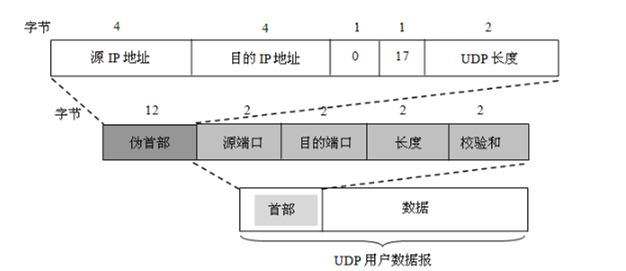 字节 4 4 1 1 2
源 IP 地址 目的 IP 地址 0 17 UDP 长度
字节 12 2 2 2 2
伪首部 源端口 目的端口 长度 校验和
首部 数据
UDP 用户数据报